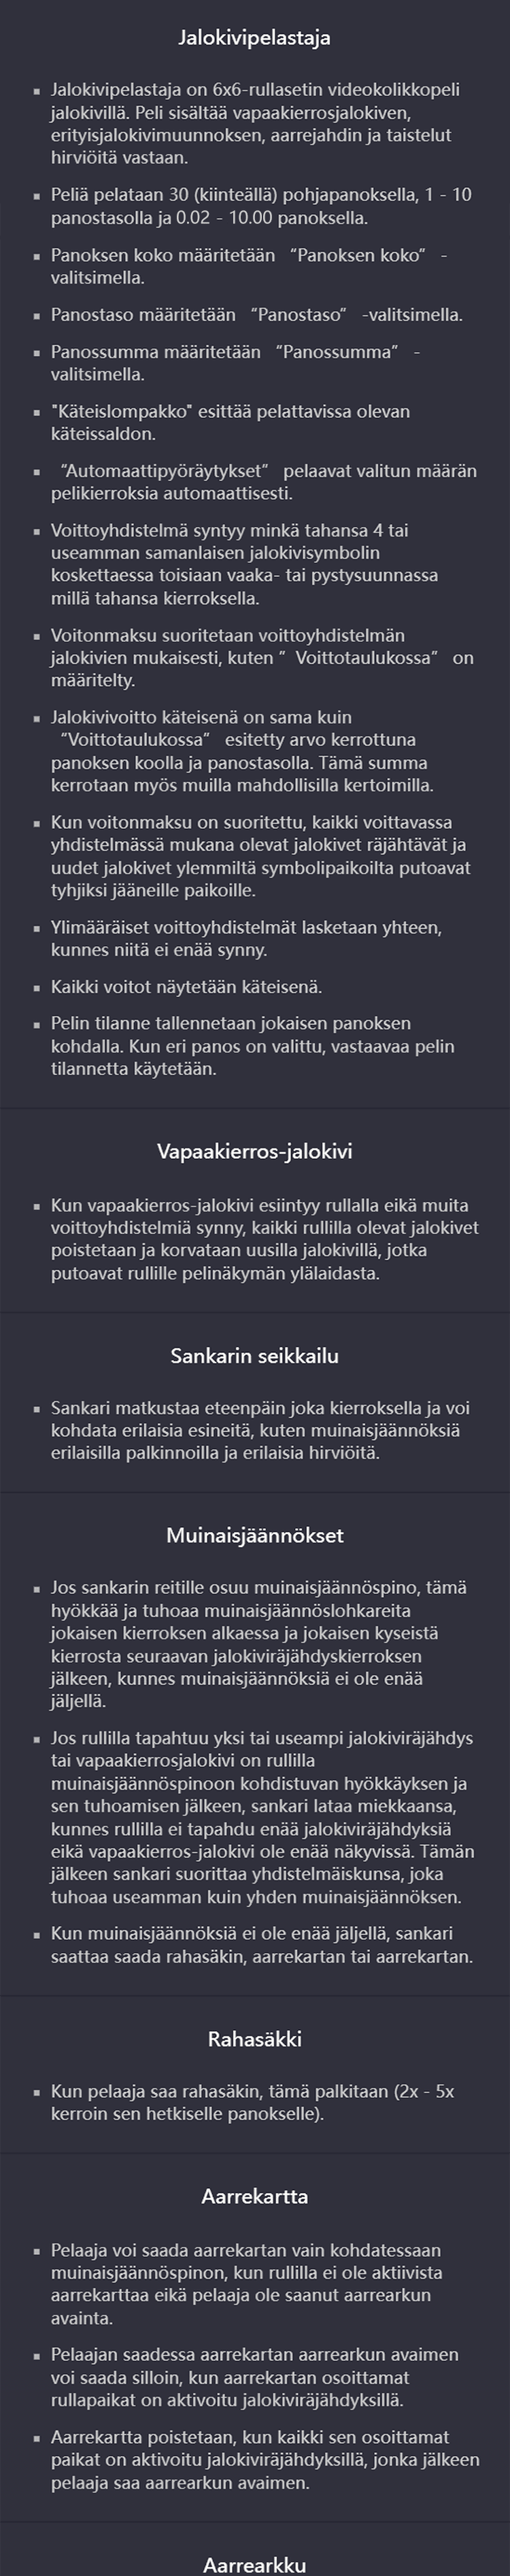 Jalokivipelastaja
▪ Jalokivipelastaja on 6x6-rullasetin videokolikkopeli
jalokivillä. Peli sisältää vapaakierrosjalokiven,
erityisjalokivimuunnoksen, aarrejahdin ja taistelut
hirviöitä vastaan.
▪ Peliä pelataan 30 (kiinteällä) pohjapanoksella, 1 - 10
panostasolla ja 0.02 - 10.00 panoksella.
▪ Panoksen koko määritetään “Panoksen koko” -
valitsimella.
▪ Panostaso määritetään “Panostaso” -valitsimella.
▪ Panossumma määritetään “Panossumma” -
valitsimella.
▪ "Käteislompakko" esittää pelattavissa olevan
käteissaldon.
▪ “Automaattipyöräytykset” pelaavat valitun määrän
pelikierroksia automaattisesti.
▪ Voittoyhdistelmä syntyy minkä tahansa 4 tai
useamman samanlaisen jalokivisymbolin
koskettaessa toisiaan vaaka- tai pystysuunnassa
millä tahansa kierroksella.
▪ Voitonmaksu suoritetaan voittoyhdistelmän
jalokivien mukaisesti, kuten ” Voittotaulukossa” on
määritelty.
▪ Jalokivivoitto käteisenä on sama kuin
“Voittotaulukossa” esitetty arvo kerrottuna
panoksen koolla ja panostasolla. Tämä summa
kerrotaan myös muilla mahdollisilla kertoimilla.
▪ Kun voitonmaksu on suoritettu, kaikki voittavassa
yhdistelmässä mukana olevat jalokivet räjähtävät ja
uudet jalokivet ylemmiltä symbolipaikoilta putoavat
tyhjiksi jääneille paikoille.
▪ Ylimääräiset voittoyhdistelmät lasketaan yhteen,
kunnes niitä ei enää synny.
▪ Kaikki voitot näytetään käteisenä.
▪ Pelin tilanne tallennetaan jokaisen panoksen
kohdalla. Kun eri panos on valittu, vastaavaa pelin
tilannetta käytetään.
Vapaakierros-jalokivi
▪ Kun vapaakierros-jalokivi esiintyy rullalla eikä muita
voittoyhdistelmiä synny, kaikki rullilla olevat jalokivet
poistetaan ja korvataan uusilla jalokivillä, jotka
putoavat rullille pelinäkymän ylälaidasta.
Sankarin seikkailu
▪ Sankari matkustaa eteenpäin joka kierroksella ja voi
kohdata erilaisia esineitä, kuten muinaisjäännöksiä
erilaisilla palkinnoilla ja erilaisia hirviöitä.
Muinaisjäännökset
▪ Jos sankarin reitille osuu muinaisjäännöspino, tämä
hyökkää ja tuhoaa muinaisjäännöslohkareita
jokaisen kierroksen alkaessa ja jokaisen kyseistä
kierrosta seuraavan jalokiviräjähdyskierroksen
jälkeen, kunnes muinaisjäännöksiä ei ole enää
jäljellä.
▪ Jos rullilla tapahtuu yksi tai useampi jalokiviräjähdys
tai vapaakierrosjalokivi on rullilla
muinaisjäännöspinoon kohdistuvan hyökkäyksen ja
sen tuhoamisen jälkeen, sankari lataa miekkaansa,
kunnes rullilla ei tapahdu enää jalokiviräjähdyksiä
eikä vapaakierros-jalokivi ole enää näkyvissä. Tämän
jälkeen sankari suorittaa yhdistelmäiskunsa, joka
tuhoaa useamman kuin yhden muinaisjäännöksen.
▪ Kun muinaisjäännöksiä ei ole enää jäljellä, sankari
saattaa saada rahasäkin, aarrekartan tai aarrekartan.
Rahasäkki
▪ Kun pelaaja saa rahasäkin, tämä palkitaan (2x - 5x
kerroin sen hetkiselle panokselle).
Aarrekartta
▪ Pelaaja voi saada aarrekartan vain kohdatessaan
muinaisjäännöspinon, kun rullilla ei ole aktiivista
aarrekarttaa eikä pelaaja ole saanut aarrearkun
avainta.
▪ Pelaajan saadessa aarrekartan aarrearkun avaimen
voi saada silloin, kun aarrekartan osoittamat
rullapaikat on aktivoitu jalokiviräjähdyksillä.
▪ Aarrekartta poistetaan, kun kaikki sen osoittamat
paikat on aktivoitu jalokiviräjähdyksillä, jonka jälkeen
pelaaja saa aarrearkun avaimen.
Aarrearkku